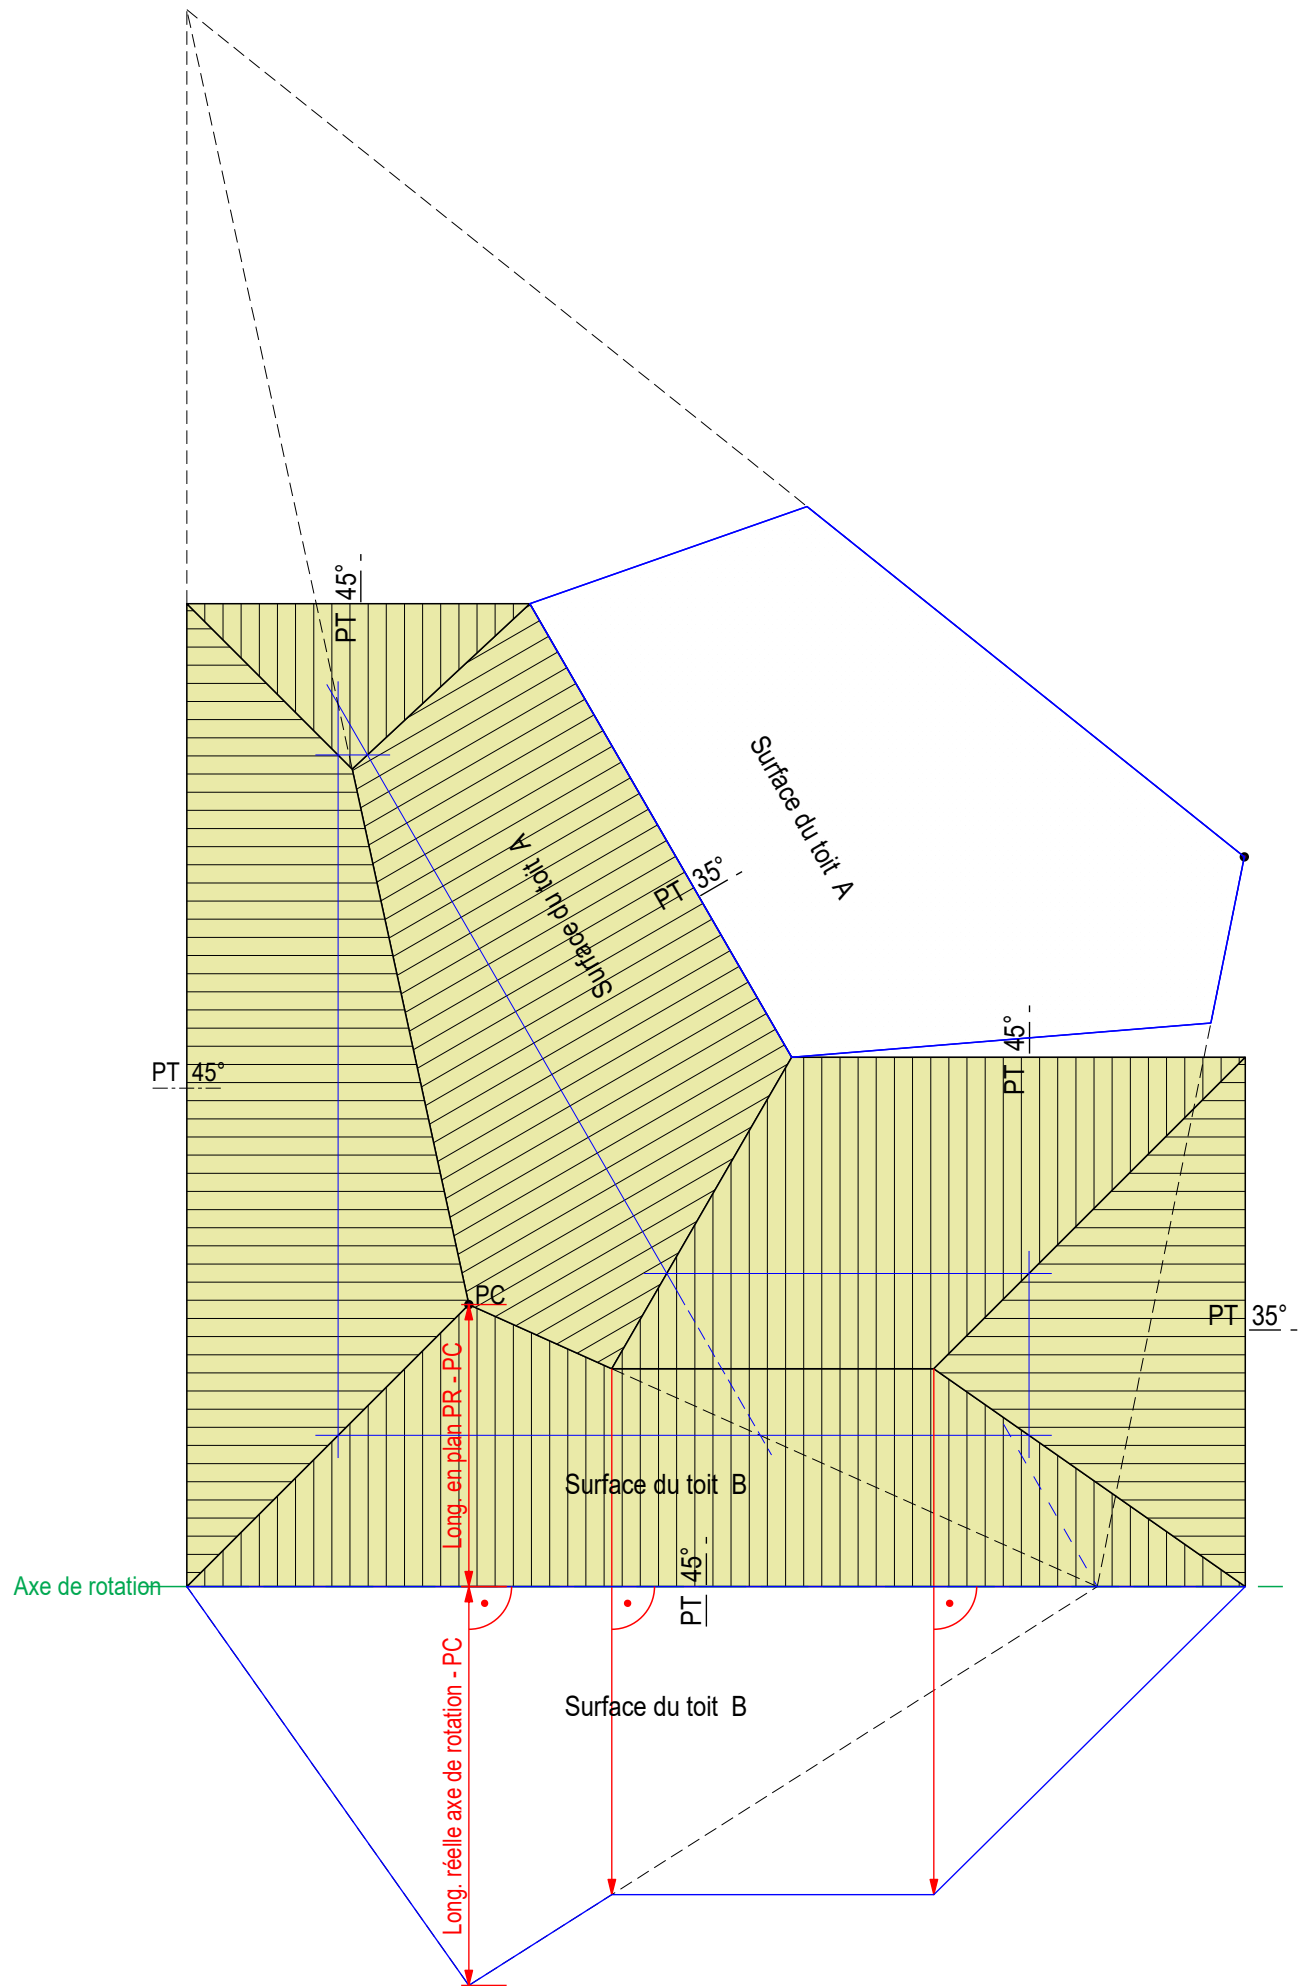 PT 45°
Surface du toit A
Surface du toit A
PT 35°
PT 45°
PT 45°
PC
PT 35°
Long. en plan PR - PC
Surface du toit B
PT 45°
Axe de rotation
Long. réelle axe de rotation - PC
Surface du toit B